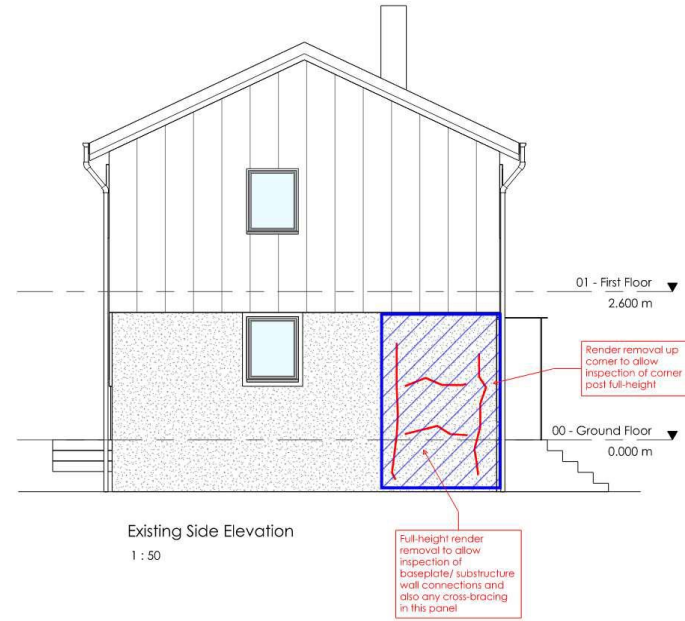 01 - First Floor
2.600 m
Render removal up
corner to allow
inspection of corner
post full-height
00 - Ground Floor
0.000 m
Existing Side Elevation
1 : 50
Full-height render
removal to allow
inspection of
baseplate/ substructure
wall connections and
also any cross-bracing
in this panel